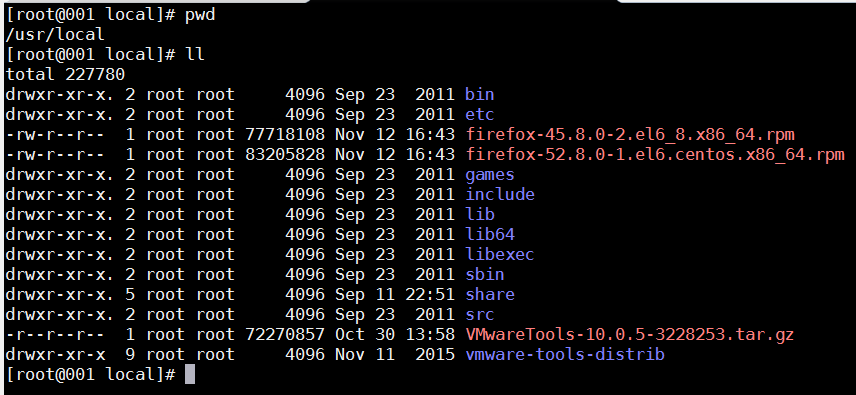 [root@001 local]# pwd
/usr/local
[root@001 local]# ll
total 227780
drwxr-xr-x. 2 root root     4096 Sep 23  2011 bin
drwxr-xr-x. 2 root root     4096 Sep 23  2011 etc
-rw-r--r--  1 root root 77718108 Nov 12 16:43 firefox-45.8.0-2.el6_8.x86_64.rpm
-rw-r--r--  1 root root 83205828 Nov 12 16:43 firefox-52.8.0-1.el6.centos.x86_64.rpm
drwxr-xr-x. 2 root root     4096 Sep 23  2011 games
drwxr-xr-x. 2 root root     4096 Sep 23  2011 include
drwxr-xr-x. 2 root root     4096 Sep 23  2011 lib
drwxr-xr-x. 2 root root     4096 Sep 23  2011 lib64
drwxr-xr-x. 2 root root     4096 Sep 23  2011 libexec
drwxr-xr-x. 2 root root     4096 Sep 23  2011 sbin
drwxr-xr-x. 5 root root     4096 Sep 11 22:51 share
drwxr-xr-x. 2 root root     4096 Sep 23  2011 src
-r--r--r--  1 root root 72270857 Oct 30 13:58 VMwareTools-10.0.5-3228253.tar.gz
drwxr-xr-x  9 root root     4096 Nov 11  2015 vmware-tools-distrib
[root@001 local]#